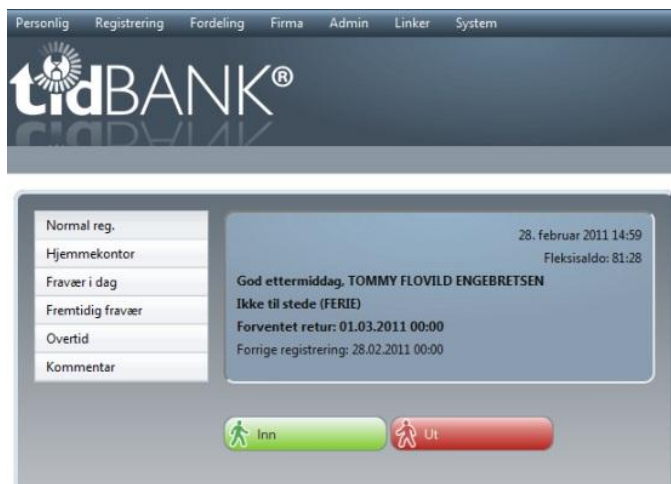 Personlig Registrering Fordeling Firma Admin Linker System
tidBANK®
Normal reg.
Hjemmekontor
Fravær i dag
Fremtidig fravær
Overtid
Kommentar
28. februar 2011 14:59
Fleksisaldo: 81:28
God ettermiddag, TOMMY FLOVILD ENGEBRETSEN
Ikke til stede (FERIE)
Forventet retur: 01.03.2011 00:00
Forrige registrering: 28.02.2011 00:00
Inn Ut